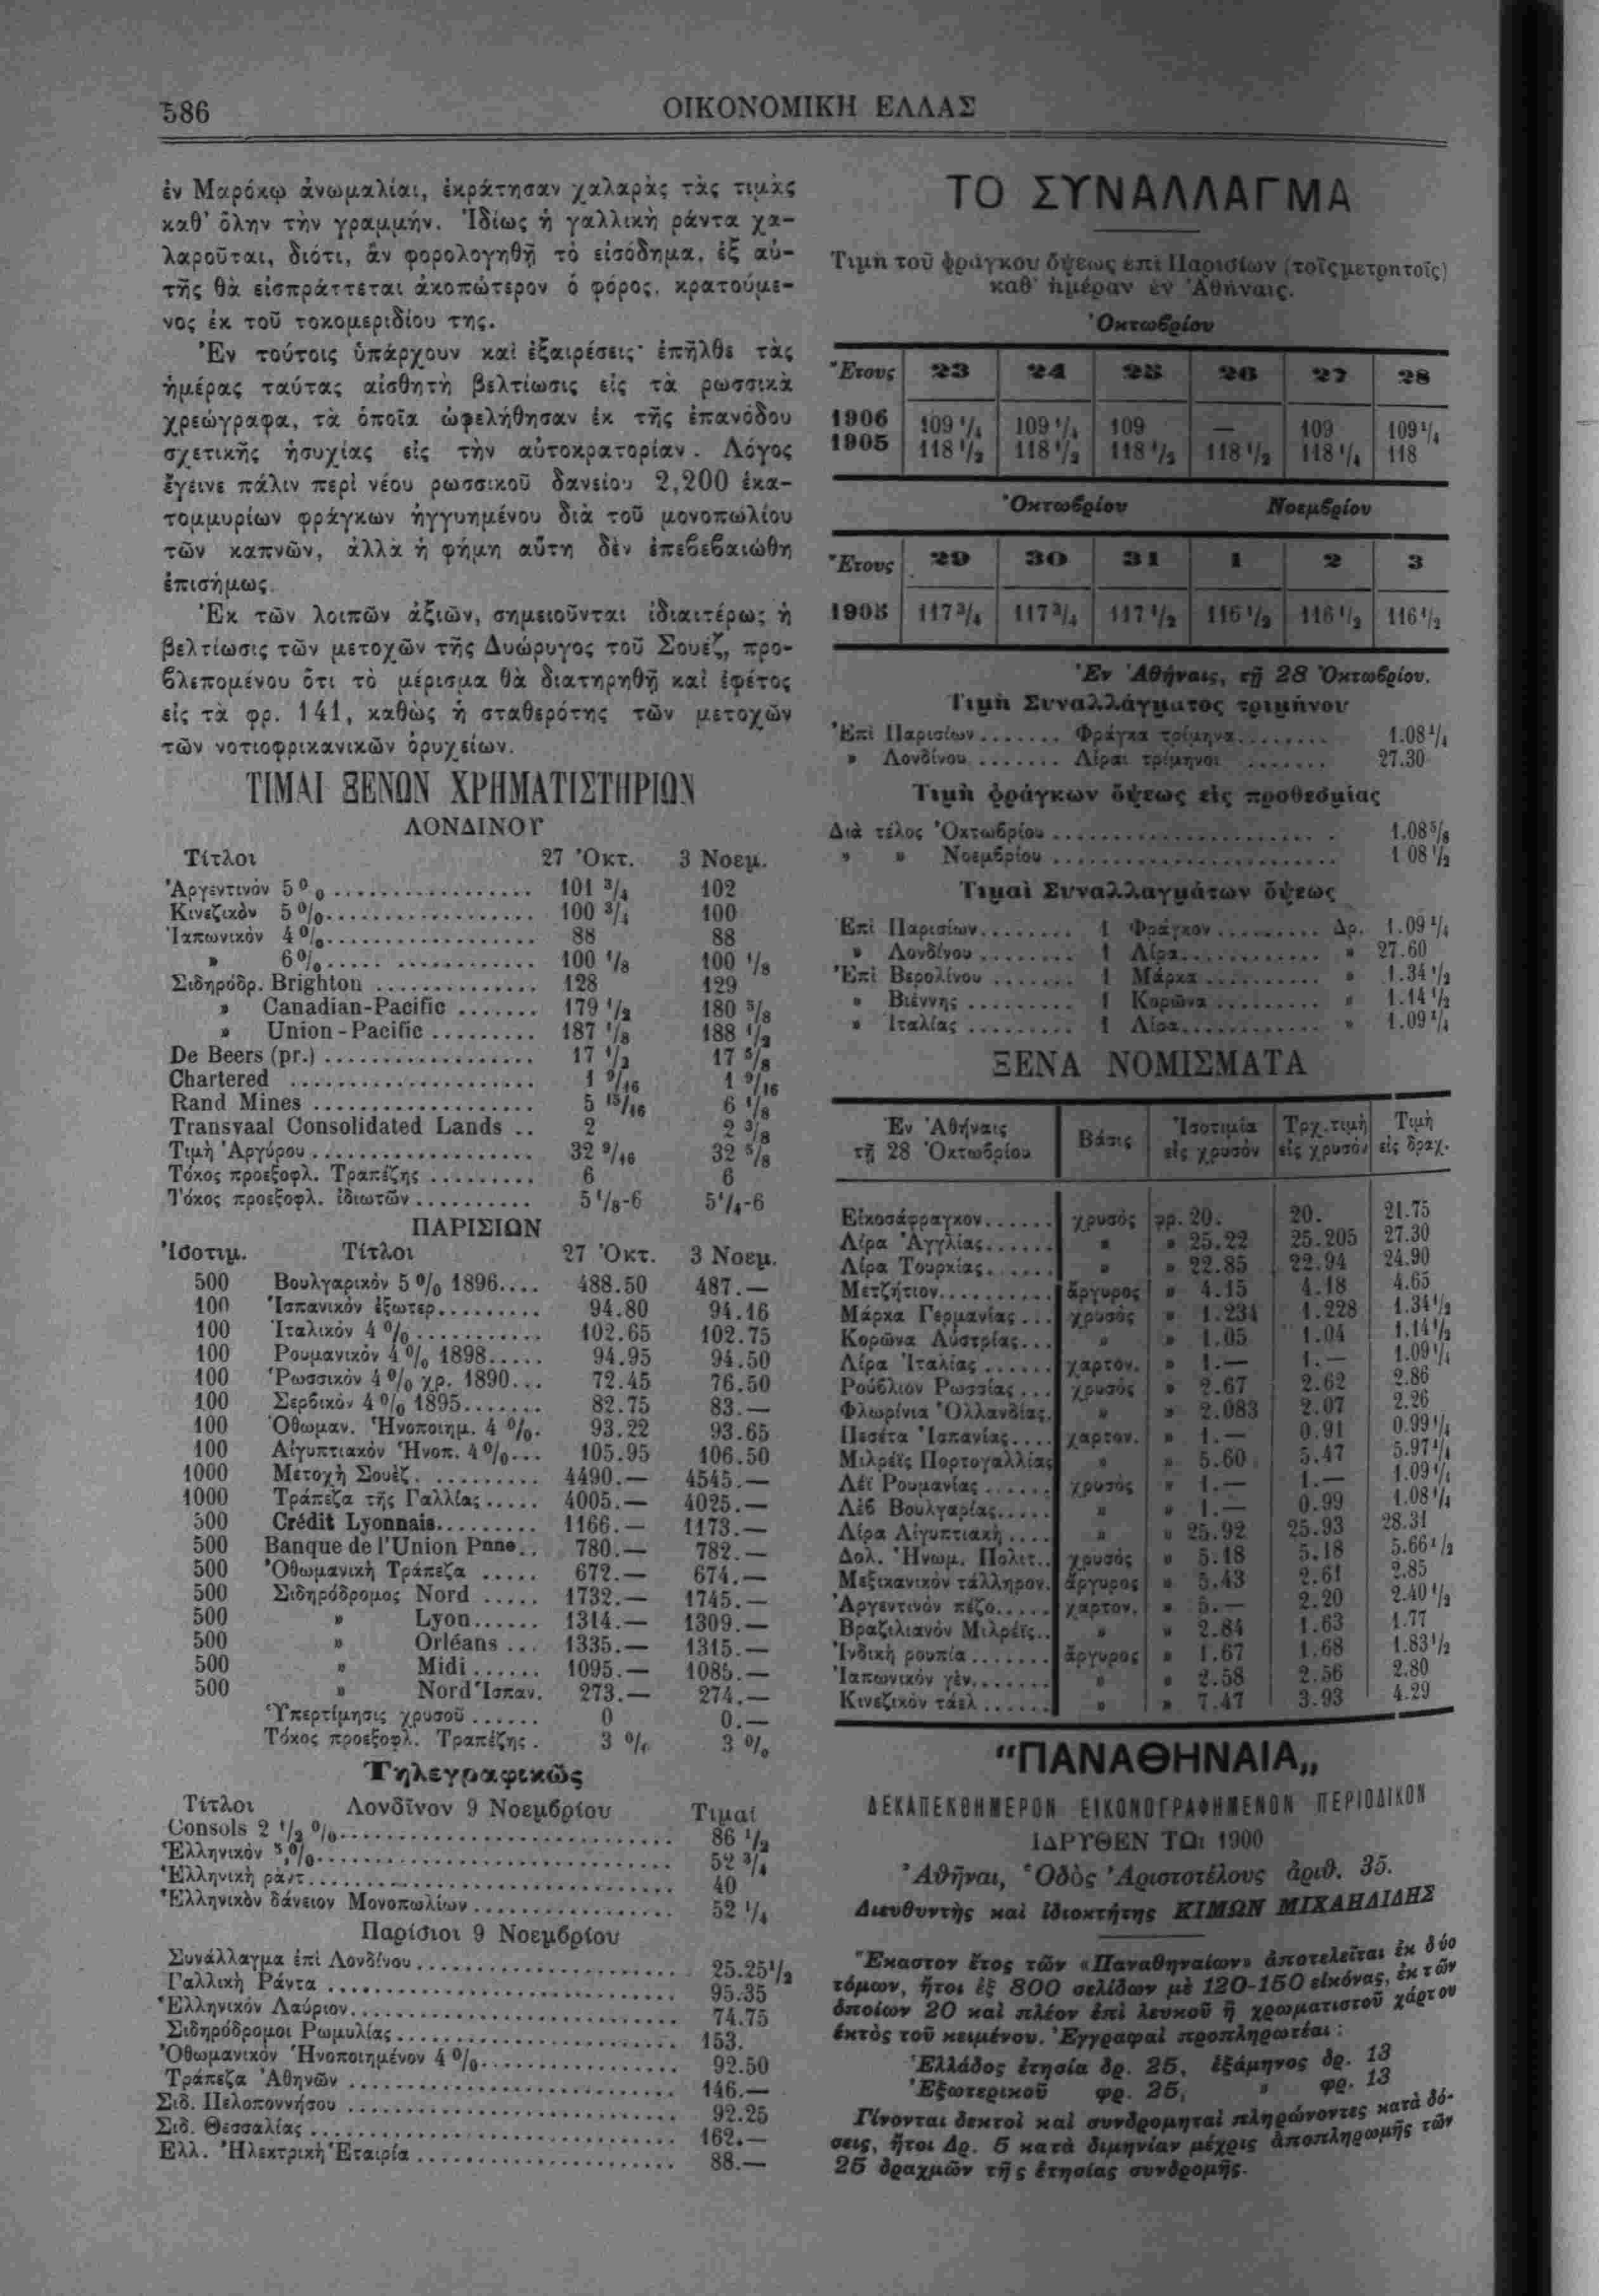 586
ΟΙΚΟΝΟΜΙΚΗ ΕΛΛΑΣ
ἐν Μαρόκῳ ἀνωμαλίαι, ἐκράτησαν χαλαρὰς τὰς τιμὰς
καθ' ὅλην τὴν γραμμήν. Ἰδίως ἡ γαλλικὴ ράντα χα-
λαροῦται, διότι, ἂν φορολογηθῇ τὸ εἰσόδημα, ἐξ αὐ-
τῆς θὰ εἰσπράττεται ἀκοπώτερον ὁ φόρος, κρατούμε-
νος ἐκ τοῦ τοκομεριδίου της.
Ἐν τούτοις ὑπάρχουν καὶ ἐξαιρέσεις· ἐπῆλθε τὰς
ἡμέρας ταύτας αἰσθητὴ βελτίωσις εἰς τὰ ρωσσικὰ
χρεώγραφα, τὰ ὁποῖα ὠφελήθησαν ἐκ τῆς ἐπανόδου
σχετικῆς ἡσυχίας εἰς τὴν αὐτοκρατορίαν. Λόγος
ἔγεινε πάλιν περὶ νέου ρωσσικοῦ δανείου 2,200 ἑκα-
τομμυρίων φράγκων ἠγγυημένου διὰ τοῦ μονοπωλίου
τῶν καπνῶν, ἀλλὰ ἡ φήμη αὕτη δὲν ἐπεβεβαιώθη
ἐπισήμως.
Ἐκ τῶν λοιπῶν ἀξιῶν, σημειοῦνται ἰδιαιτέρως ἡ
βελτίωσις τῶν μετοχῶν τῆς Διώρυγος τοῦ Σουέζ, προ-
βλεπομένου ὅτι τὸ μέρισμα θὰ διατηρηθῇ καὶ ἐφέτος
εἰς τὰ φρ. 141, καθὼς ἡ σταθερότης τῶν μετοχῶν
τῶν νοτιοφρικανικῶν ὀρυχείων.
ΤΙΜΑΙ ΞΕΝΩΝ ΧΡΗΜΑΤΙΣΤΗΡΙΩΝ
ΛΟΝΔΙΝΟΥ
Τίτλοι 27 Ὀκτ. 3 Νοεμ.
Ἀργεντινὸν 5 % 101 3/4 102
Κινεζικὸν 5 % 100 3/4 100
Ἰαπωνικὸν 4 % 88 88
» 6 % 100 1/8 100 1/8
Σιδηρόδρ. Brighton 128 129
» Canadian-Pacific 179 1/2 180 5/8
» Union-Pacific 187 1/8 188 1/2
De Beers (pr.) 17 1/2 17 5/8
Chartered 1 9/16 1 9/16
Rand Mines 5 15/16 6 1/8
Transvaal Consolidated Lands 2 2 3/8
Τιμὴ Ἀργύρου 32 9/16 32 5/8
Τόκος προεξοφλ. Τραπέζης 6 6
Τόκος προεξοφλ. ἰδιωτῶν 5 1/8-6 5 1/4-6
ΠΑΡΙΣΙΩΝ
Ἰσοτιμ. Τίτλοι 27 Ὀκτ. 3 Νοεμ.
500 Βουλγαρικὸν 5 % 1896.... 488.50 487.—
100 Ἱσπανικὸν ἐξωτερ. 94.80 94.16
100 Ἰταλικὸν 4 % 102.65 102.75
100 Ρουμανικὸν 4 % 1898 94.95 94.50
100 Ῥωσσικὸν 4 % χρ. 1890 72.45 76.50
100 Σερβικὸν 4 % 1895 82.75 83.—
100 Ὀθωμαν. Ἡνοποιημ. 4 %. 93.22 93.65
100 Αἰγυπτιακὸν Ἡνοπ. 4 % 105.95 106.50
1000 Μετοχὴ Σουὲζ 4490.— 4545.—
1000 Τράπεζα τῆς Γαλλίας 4005.— 4025.—
500 Crédit Lyonnais 1166.— 1173.—
500 Banque de l'Union Pnne.. 780.— 782.—
500 Ὀθωμανικὴ Τράπεζα 672.— 674.—
500 Σιδηρόδρομος Nord 1732.— 1745.—
500 » Lyon 1314.— 1309.—
500 » Orléans 1335.— 1315.—
500 » Midi 1095.— 1085.—
500 » Nord Ἱσπαν. 273.— 274.—
Ὑπερτίμησις χρυσοῦ 0 0.—
Τόκος προεξοφλ. Τραπέζης. 3 % 3 %
Τηλεγραφικῶς
Τίτλοι Λονδῖνον 9 Νοεμβρίου Τιμαί
Consols 2 1/2 % 86 1/2
Ἑλληνικὸν 5 % 52 3/4
Ἑλληνικὴ ράντ. 40
Ἑλληνικὸν δάνειον Μονοπωλίων 52 1/4
Παρίσιοι 9 Νοεμβρίου
Συνάλλαγμα ἐπὶ Λονδίνου 25.25 1/2
Γαλλικὴ Ράντα 95.35
Ἑλληνικὸν Λαύριον 74.75
Σιδηρόδρομοι Ρωμυλίας 153.
Ὀθωμανικὸν Ἡνοποιημένον 4 % 92.50
Τράπεζα Ἀθηνῶν 146.—
Σιδ. Πελοποννήσου 92.25
Σιδ. Θεσσαλίας 162.—
Ἑλλ. Ἠλεκτρικὴ Ἑταιρία 88.—
ΤΟ ΣΥΝΑΛΛΑΓΜΑ
Τιμὴ τοῦ φράγκου ὄψεως ἐπὶ Παρισίων (τοῖς μετρητοῖς)
καθ' ἡμέραν ἐν Ἀθήναις.
Ὀκτωβρίου
Ἔτους 23 24 25 26 27 28
1906 109 1/4 109 1/4 109 — 109 109 1/4
1905 118 1/2 118 1/2 118 1/2 118 1/2 118 1/4 118
Ὀκτωβρίου Νοεμβρίου
Ἔτους 29 30 31 1 2 3
1905 117 3/4 117 3/4 117 1/2 116 1/2 116 1/2 116 1/2
Ἐν Ἀθήναις, τῇ 28 Ὀκτωβρίου.
Τιμὴ Συναλλάγματος τριμήνου
Ἐπὶ Παρισίων Φράγκα τρίμηνα 1.08 1/4
» Λονδίνου Λίραι τρίμηνοι 27.30
Τιμὴ φράγκων ὄψεως εἰς προθεσμίας
Διὰ τέλος Ὀκτωβρίου 1.08 5/8
» » Νοεμβρίου 1 08 1/2
Τιμαὶ Συναλλαγμάτων ὄψεως
Ἐπὶ Παρισίων 1 Φράγκον Δρ. 1.09 1/4
» Λονδίνου 1 Λίρα » 27.60
Ἐπὶ Βερολίνου 1 Μάρκα » 1.34 1/2
» Βιέννης 1 Κορῶνα » 1.14 1/2
» Ἰταλίας 1 Λίρα » 1.09 1/4
ΞΕΝΑ ΝΟΜΙΣΜΑΤΑ
Ἐν Ἀθήναις Βάσις Ἰσοτιμία Τρχ. τιμὴ Τιμὴ
τῇ 28 Ὀκτωβρίου εἰς χρυσὸν εἰς χρυσὸν εἰς δραχ.
Εἰκοσάφραγκον χρυσὸς φρ. 20. 20. 21.75
Λίρα Ἀγγλίας » » 25.22 25.205 27.30
Λίρα Τουρκίας » » 22.85 22.94 24.90
Μετζήτιον ἄργυρος » 4.15 4.18 4.65
Μάρκα Γερμανίας χρυσὸς » 1.234 1.228 1.34 1/2
Κορῶνα Αὐστρίας » » 1.05 1.04 1.14 1/2
Λίρα Ἰταλίας χαρτον. » 1.— 1.— 1.09 1/4
Ρούβλιον Ρωσσίας χρυσὸς » 2.67 2.62 2.86
Φλωρίνια Ὁλλανδίας. » » 2.083 2.07 2.26
Πεσέτα Ἱσπανίας χαρτον. » 1.— 0.91 0.99 1/4
Μιλρέϊς Πορτογαλλίας » » 5.60 5.47 5.97 1/4
Λέϊ Ρουμανίας χρυσὸς » 1.— 1.— 1.09 1/4
Λὲβ Βουλγαρίας » » 1.— 0.99 1.08 1/4
Λίρα Αἰγυπτιακὴ » » 25.92 25.93 28.31
Δολ. Ἡνωμ. Πολιτ.. χρυσὸς » 5.18 5.18 5.66 1/2
Μεξικανικὸν τάλληρον. ἄργυρος » 5.43 2.61 2.85
Ἀργεντινὸν πέζο χαρτον. » 5.— 2.20 2.40 1/2
Βραζιλιανὸν Μιλρέϊς.. » » 2.84 1.63 1.77
Ἰνδικὴ ρουπία ἄργυρος » 1.67 1.68 1.83 1/2
Ἰαπωνικὸν γὲν » » 2.58 2.56 2.80
Κινεζικὸν τάελ » » 7.47 3.93 4.29
"ΠΑΝΑΘΗΝΑΙΑ„
ΔΕΚΑΠΕΝΘΗΜΕΡΟΝ ΕΙΚΟΝΟΓΡΑΦΗΜΕΝΟΝ ΠΕΡΙΟΔΙΚΟΝ
ΙΔΡΥΘΕΝ ΤΩι 1900
Ἀθῆναι, Ὁδὸς Ἀριστοτέλους ἀριθ. 35.
Διευθυντὴς καὶ ἰδιοκτήτης ΚΙΜΩΝ ΜΙΧΑΗΛΙΔΗΣ
Ἕκαστον ἔτος τῶν «Παναθηναίων» ἀποτελεῖται ἐκ δύο
τόμων, ἤτοι ἐξ 800 σελίδων μὲ 120-150 εἰκόνας, ἐκ τῶν
ὁποίων 20 καὶ πλέον ἐπὶ λευκοῦ ἢ χρωματιστοῦ χάρτου
ἐκτὸς τοῦ κειμένου. Ἐγγραφαὶ προπληρωτέαι:
Ἑλλάδος ἐτησία δρ. 25, ἑξάμηνος δρ. 13
Ἐξωτερικοῦ φρ. 25, » φρ. 13
Γίνονται δεκτοὶ καὶ συνδρομηταὶ πληρώνοντες κατὰ δό-
σεις, ἤτοι Δρ. 5 κατὰ διμηνίαν μέχρις ἀποπληρωμῆς τῶν
25 δραχμῶν τῆς ἐτησίας συνδρομῆς.